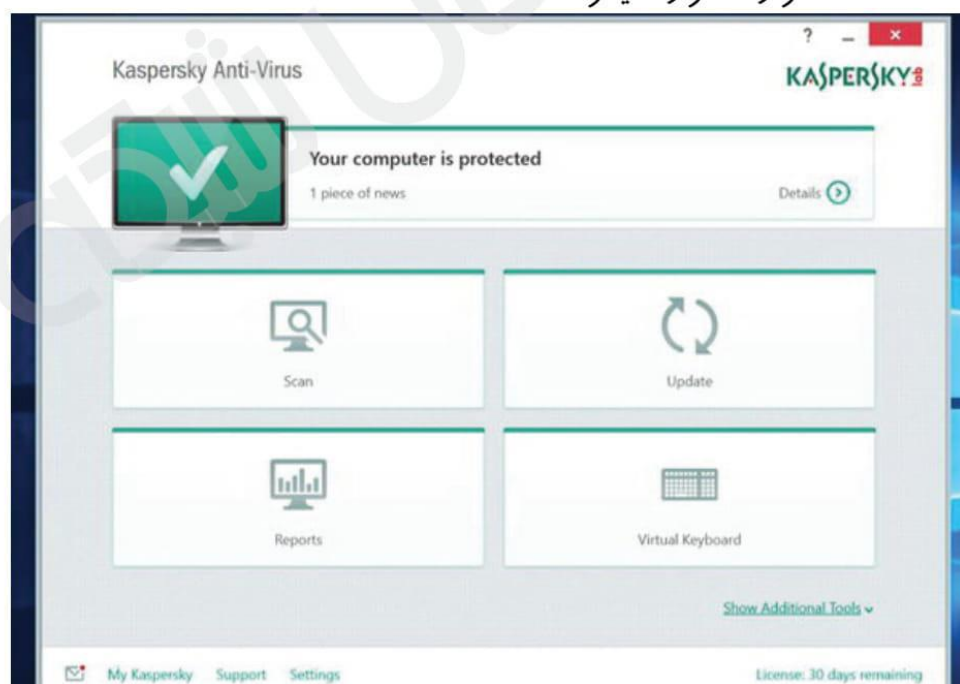 ?
Kaspersky Anti-Virus
KASPERSKY lab
Your computer is protected
1 piece of news
Details
Scan
Update
Reports
Virtual Keyboard
Show Additional Tools
My Kaspersky Support Settings
License: 30 days remaining